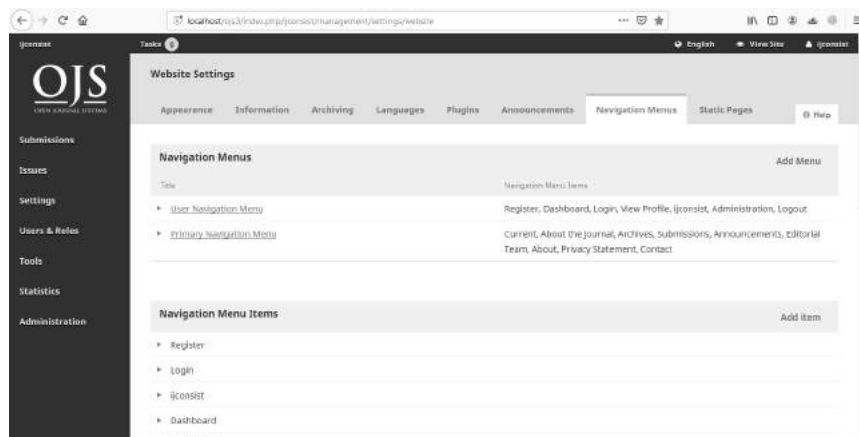 localhost/ojs3/index.php/ijconsist/management/settings/website
ijconsist Tasks 0 English View Site ijconsist
OJS
OPEN JOURNAL SYSTEMS
Submissions
Issues
Settings
Users & Roles
Tools
Statistics
Administration
Website Settings
Appearance Information Archiving Languages Plugins Announcements Navigation Menus Static Pages Help
Navigation Menus Add Menu
Title Navigation Menu Items
User Navigation Menu Register, Dashboard, Login, View Profile, ijconsist, Administration, Logout
Primary Navigation Menu Current, About the Journal, Archives, Submissions, Announcements, Editorial
Team, About, Privacy Statement, Contact
Navigation Menu Items Add item
Register
Login
ijconsist
Dashboard